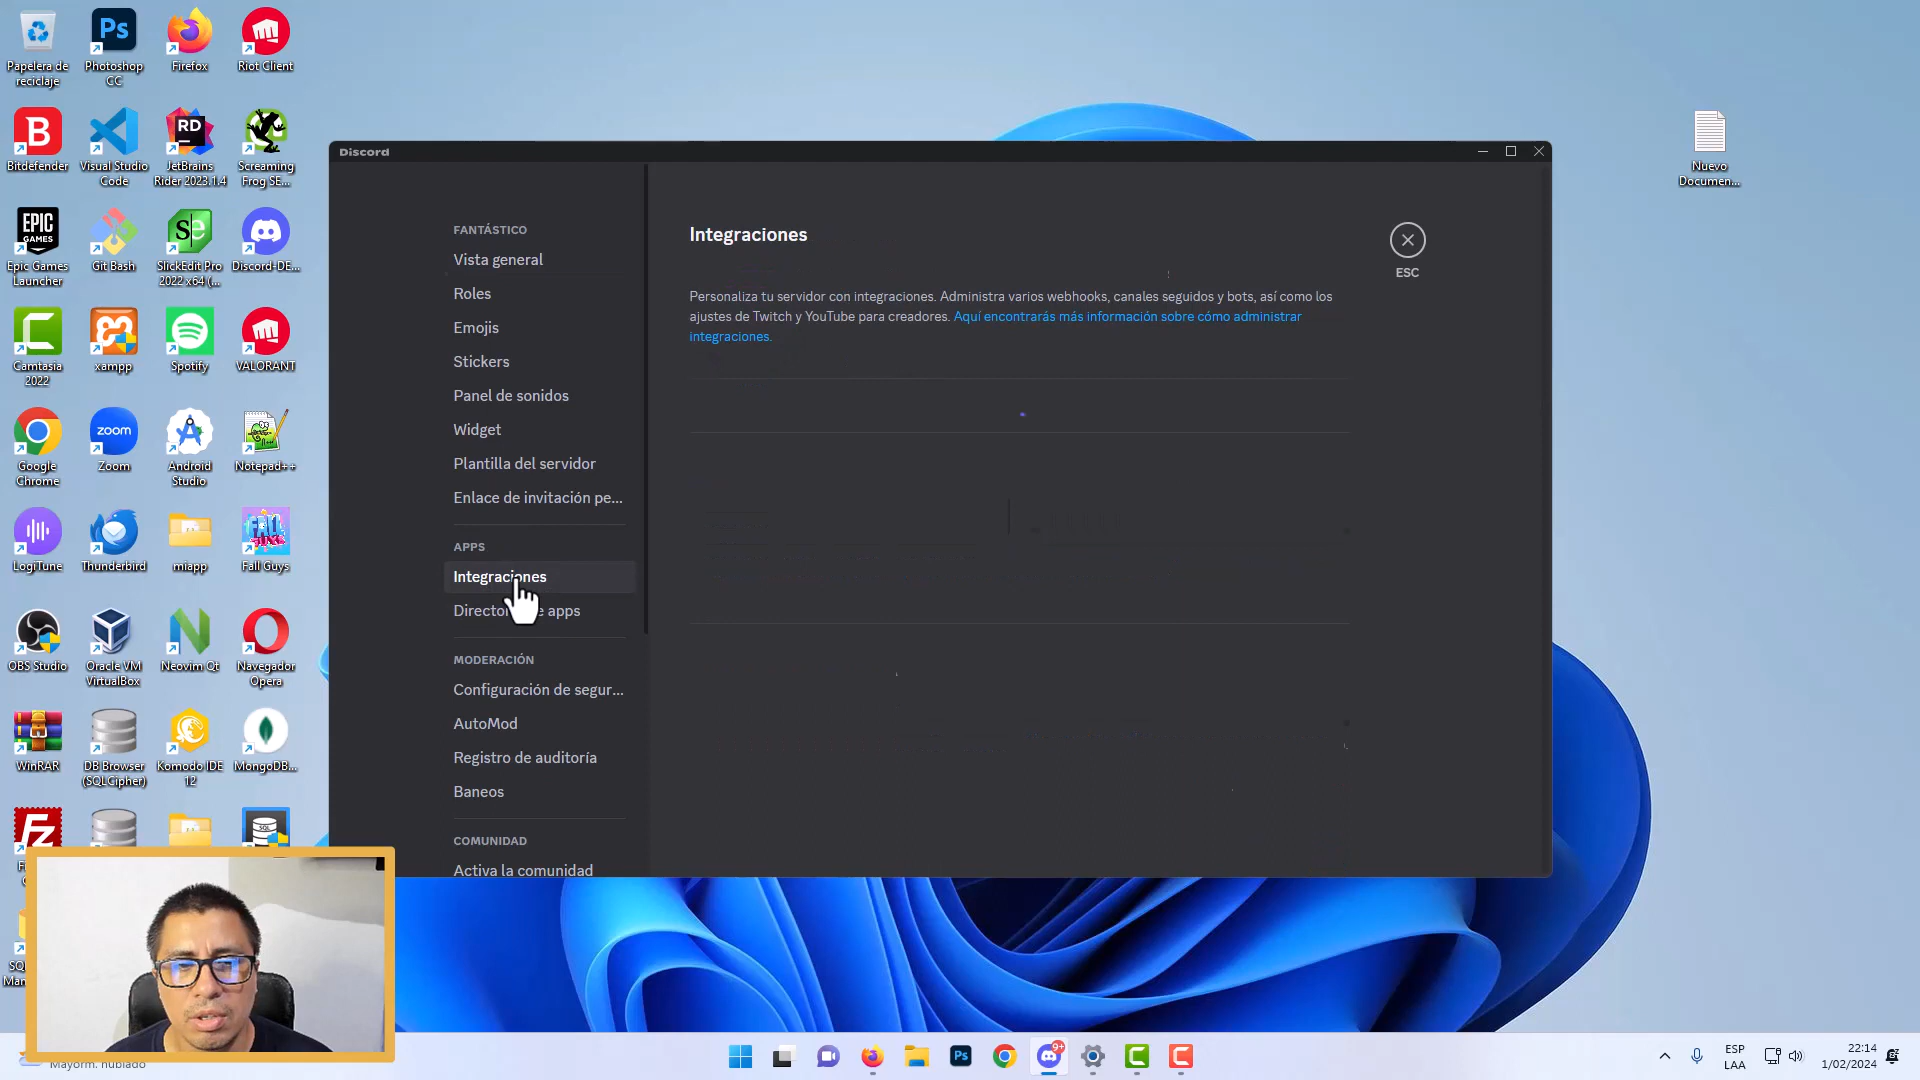 Papelera de
reciclaje
Photoshop
CC
Firefox
Riot Client
Bitdefender
Visual Studio
Code
JetBrains
Rider 2023.1.4
Screaming
Frog SE...
Epic Games
Launcher
Git Bash
SlickEdit Pro
2022 x64 (...
Discord-DE...
Camtasia
2022
xampp
Spotify
VALORANT
Google
Chrome
Zoom
Android
Studio
Notepad++
LogiTune
Thunderbird
miapp
Fall Guys
OBS Studio
Oracle VM
VirtualBox
Neovim Qt
Navegador
Opera
WinRAR
DB Browser
(SQLCipher)
Komodo IDE
12
MongoDB...
Nuevo
Documen...
Discord
FANTÁSTICO
Vista general
Roles
Emojis
Stickers
Panel de sonidos
Widget
Plantilla del servidor
Enlace de invitación pe...
APPS
Integraciones
Directo e apps
MODERACIÓN
Configuración de segur...
AutoMod
Registro de auditoría
Baneos
COMUNIDAD
Activa la comunidad
Integraciones
ESC
Personaliza tu servidor con integraciones. Administra varios webhooks, canales seguidos y bots, así como los
ajustes de Twitch y YouTube para creadores. Aquí encontrarás más información sobre cómo administrar
integraciones.
Mayorm. nublado
9+
ESP
LAA
22:14
1/02/2024